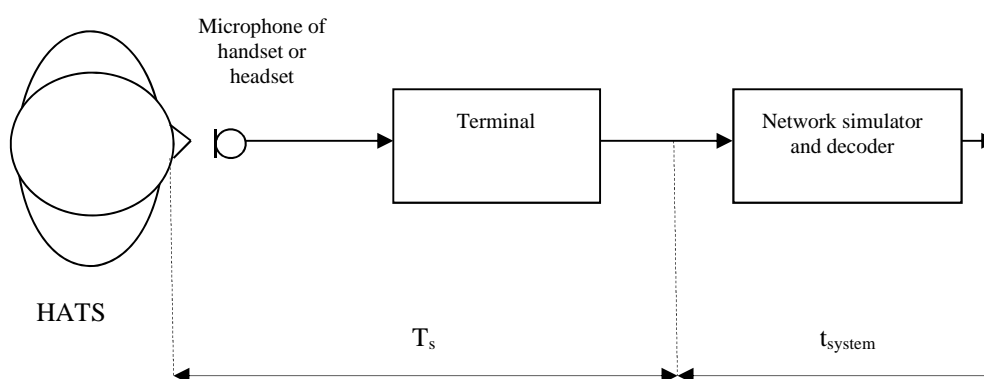 Microphone of
handset or
headset
Terminal
Network simulator
and decoder
HATS
Ts
tsystem